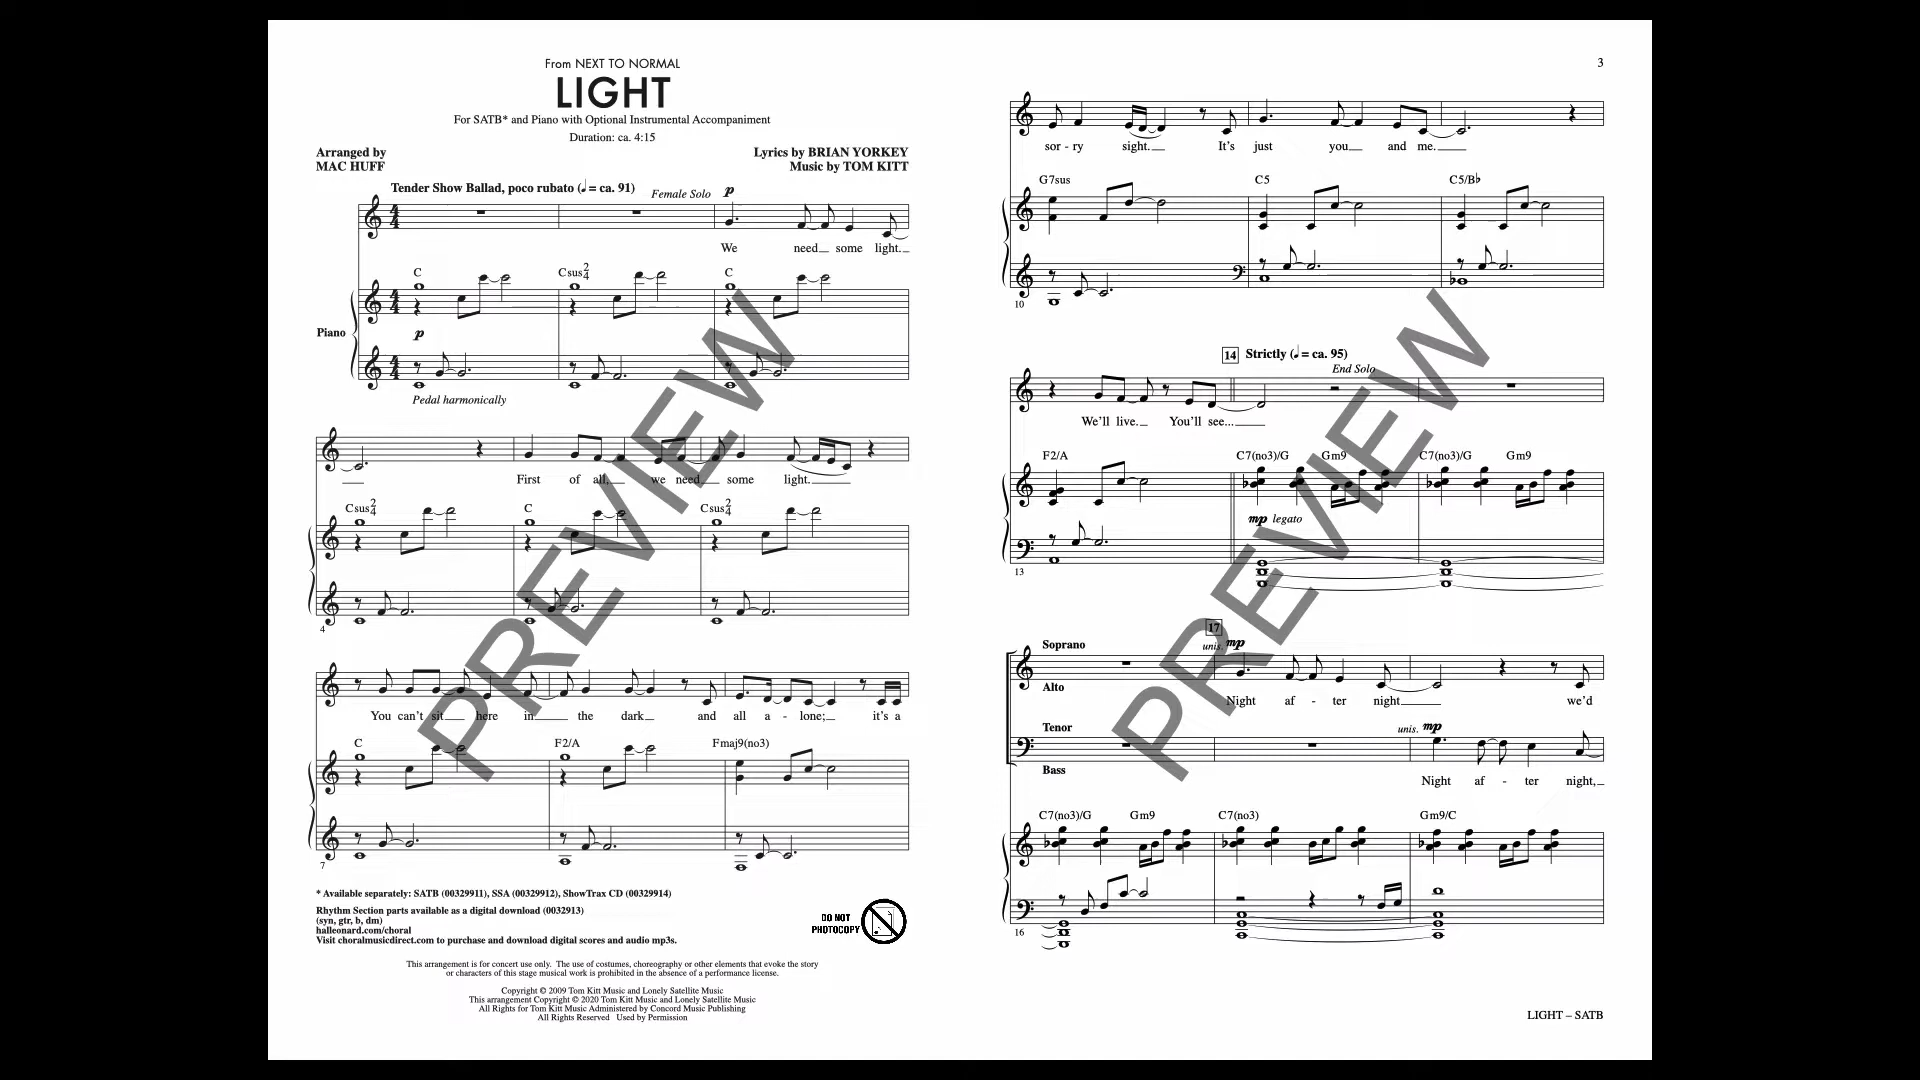 From NEXT TO NORMAL
LIGHT
For SATB* and Piano with Optional Instrumental Accompaniment
Duration: ca. 4:15
Arranged by
MAC HUFF
Lyrics by BRIAN YORKEY
Music by TOM KITT
Tender Show Ballad, poco rubato (♩ = ca. 91)
Female Solo p
We need some light.
C Csus2/4 C
Piano
p
Pedal harmonically
First of all, we need some light.
Csus2/4 C Csus2/4
4
You can't sit here in the dark and all a - lone; it's a
C F2/A Fmaj9(no3)
7
* Available separately: SATB (00329911), SSA (00329912), ShowTrax CD (00329914)
Rhythm Section parts available as a digital download (0032913)
(syn, gtr, b, dm)
halleonard.com/choral
Visit choralmusicdirect.com to purchase and download digital scores and audio mp3s.
DO NOT
PHOTOCOPY
This arrangement is for concert use only. The use of costumes, choreography or other elements that evoke the story
or characters of this stage musical work is prohibited in the absence of a performance license.
Copyright © 2009 Tom Kitt Music and Lonely Satellite Music
This arrangement Copyright © 2020 Tom Kitt Music and Lonely Satellite Music
All Rights for Tom Kitt Music Administered by Concord Music Publishing
All Rights Reserved Used by Permission
PREVIEW
3
sor - ry sight. It's just you and me.
G7sus C5 C5/B♭
10
14 Strictly (♩ = ca. 95)
End Solo
We'll live. You'll see...
F2/A C7(no3)/G Gm9 C7(no3)/G Gm9
mp legato
13
17
Soprano
unis. mp
Alto
Night af - ter night we'd
Tenor
unis. mp
Bass
Night af - ter night,
C7(no3)/G Gm9 C7(no3) Gm9/C
16
PREVIEW
LIGHT – SATB